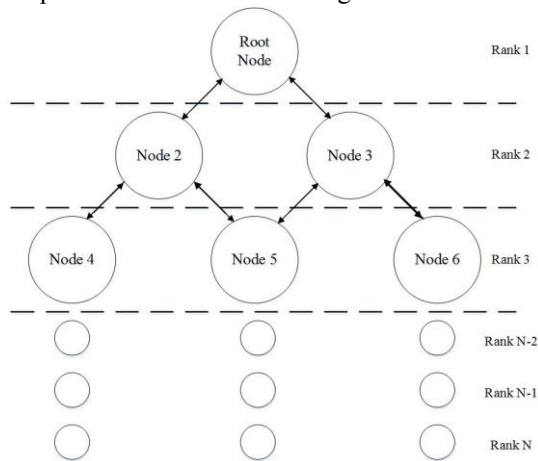 Root
Node
Rank 1
Node 2
Node 3
Rank 2
Node 4
Node 5
Node 6
Rank 3
Rank N-2
Rank N-1
Rank N